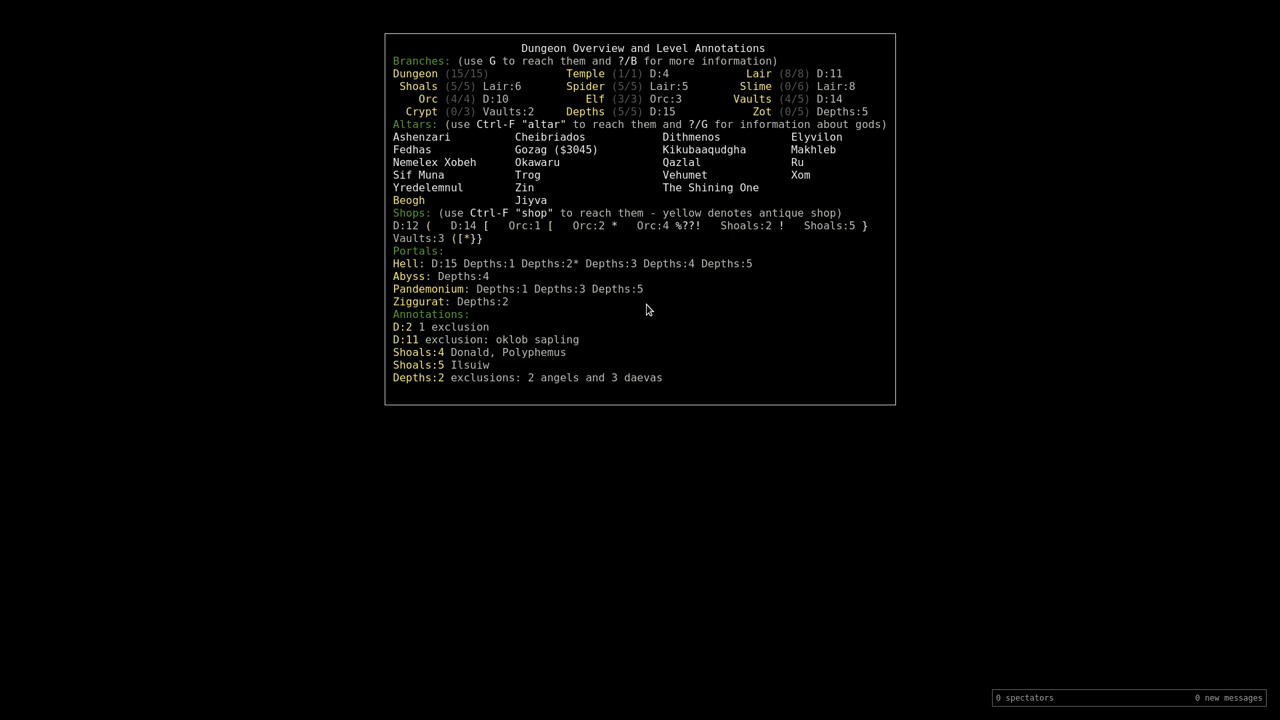 Dungeon Overview and Level Annotations
Branches: (use G to reach them and ?/B for more information)
Dungeon (15/15) Temple (1/1) D:4 Lair (8/8) D:11
Shoals (5/5) Lair:6 Spider (5/5) Lair:5 Slime (0/6) Lair:8
Orc (4/4) D:10 Elf (3/3) Orc:3 Vaults (4/5) D:14
Crypt (0/3) Vaults:2 Depths (5/5) D:15 Zot (0/5) Depths:5
Altars: (use Ctrl-F "altar" to reach them and ?/G for information about gods)
Ashenzari Cheibriados Dithmenos Elyvilon
Fedhas Gozag ($3045) Kikubaaqudgha Makhleb
Nemelex Xobeh Okawaru Qazlal Ru
Sif Muna Trog Vehumet Xom
Yredelemnul Zin The Shining One
Beogh Jiyva
Shops: (use Ctrl-F "shop" to reach them - yellow denotes antique shop)
D:12 ( D:14 [ Orc:1 [ Orc:2 * Orc:4 %??! Shoals:2 ! Shoals:5 }
Vaults:3 ([*}}
Portals:
Hell: D:15 Depths:1 Depths:2* Depths:3 Depths:4 Depths:5
Abyss: Depths:4
Pandemonium: Depths:1 Depths:3 Depths:5
Ziggurat: Depths:2
Annotations:
D:2 1 exclusion
D:11 exclusion: oklob sapling
Shoals:4 Donald, Polyphemus
Shoals:5 Ilsuiw
Depths:2 exclusions: 2 angels and 3 daevas
0 spectators 0 new messages